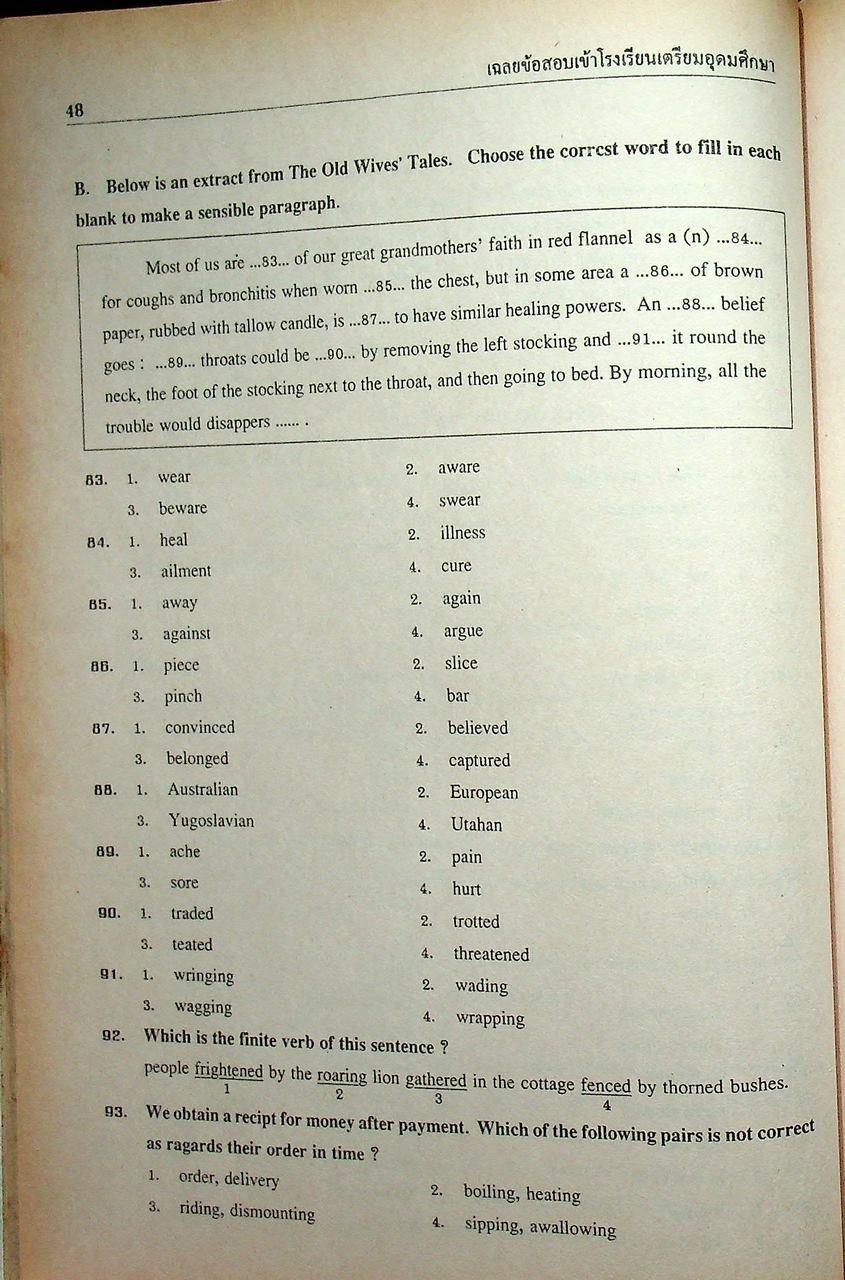 เฉลยข้อสอบเข้าโรงเรียนเตรียมอุดมศึกษา
48
B. Below is an extract from The Old Wives' Tales. Choose the corrcst word to fill in each
blank to make a sensible paragraph.
Most of us are ...83... of our great grandmothers' faith in red flannel as a (n) ...84...
for coughs and bronchitis when worn ...85... the chest, but in some area a ...86... of brown
paper, rubbed with tallow candle, is ...87... to have similar healing powers. An ...88... belief
goes : ...89... throats could be ...90... by removing the left stocking and ...91... it round the
neck, the foot of the stocking next to the throat, and then going to bed. By morning, all the
trouble would disappers ...... .
83. 1. wear 2. aware
3. beware 4. swear
84. 1. heal 2. illness
3. ailment 4. cure
85. 1. away 2. again
3. against 4. argue
86. 1. piece 2. slice
3. pinch 4. bar
87. 1. convinced 2. believed
3. belonged 4. captured
88. 1. Australian 2. European
3. Yugoslavian 4. Utahan
89. 1. ache 2. pain
3. sore 4. hurt
90. 1. traded 2. trotted
3. teated 4. threatened
91. 1. wringing 2. wading
3. wagging 4. wrapping
92. Which is the finite verb of this sentence ?
people frightened by the roaring lion gathered in the cottage fenced by thorned bushes.
1 2 3 4
93. We obtain a recipt for money after payment. Which of the following pairs is not correct
as ragards their order in time ?
1. order, delivery 2. boiling, heating
3. riding, dismounting 4. sipping, awallowing